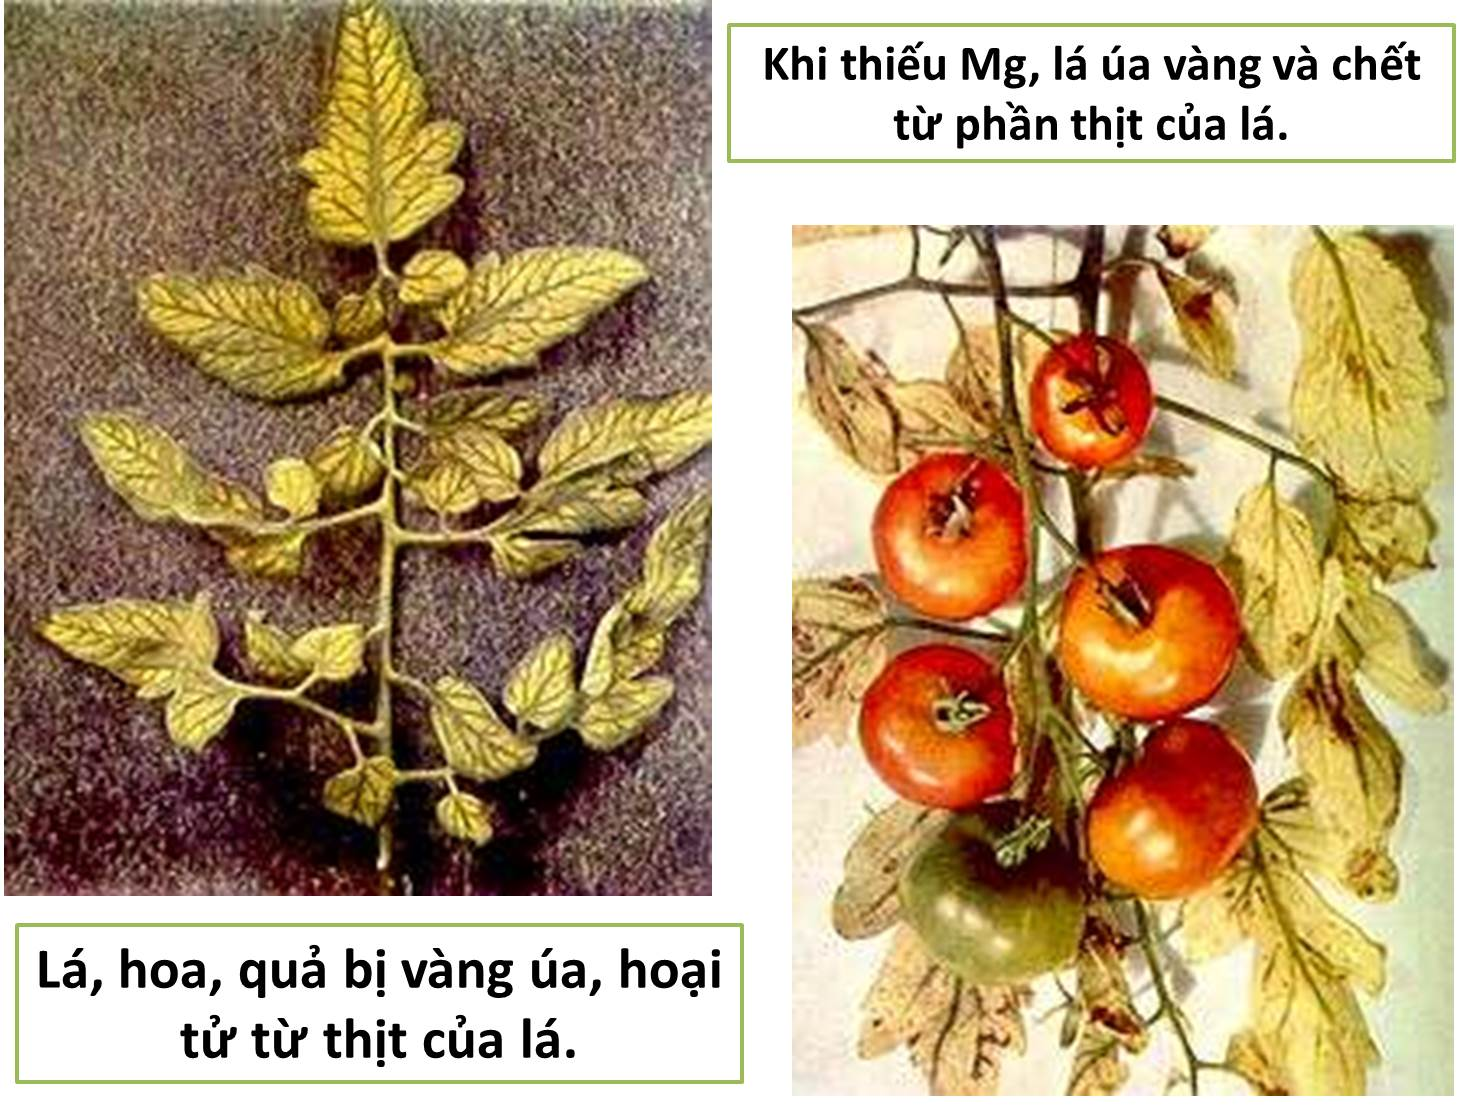 Khi thiếu Mg, lá úa vàng và chết
từ phần thịt của lá.
Lá, hoa, quả bị vàng úa, hoại
tử từ thịt của lá.